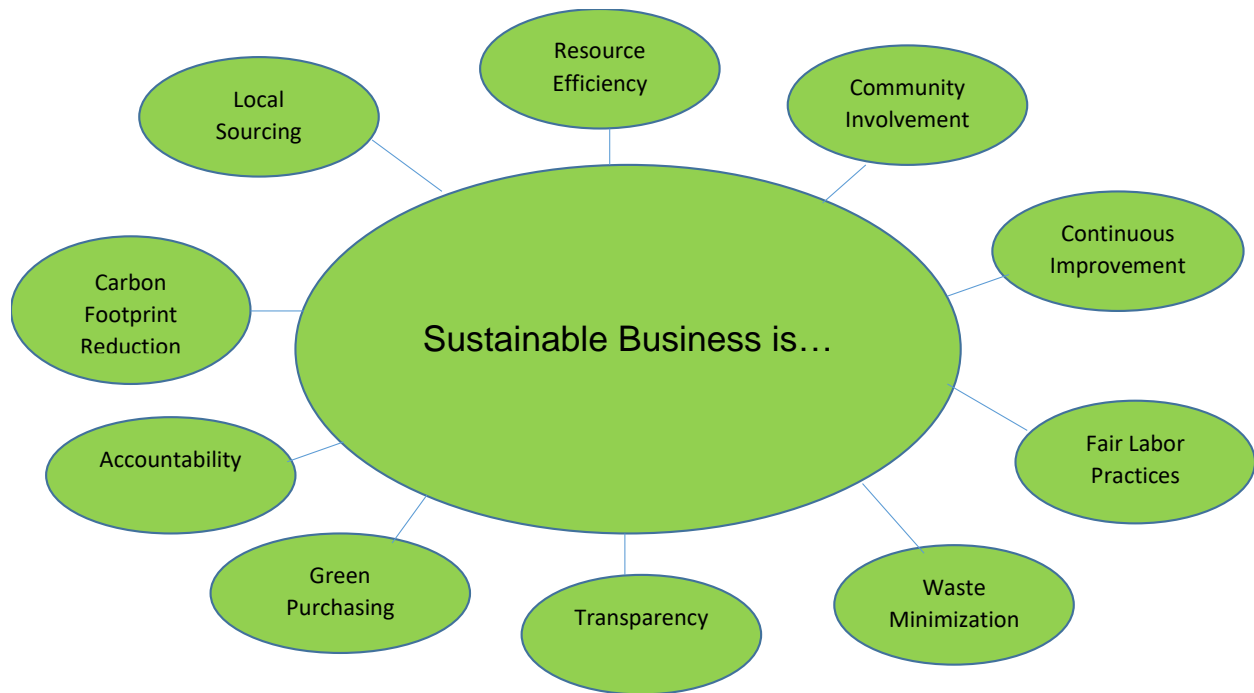 Resource
Efficiency
Community
Involvement
Local
Sourcing
Continuous
Improvement
Carbon
Footprint
Reduction
Sustainable Business is…
Accountability
Fair Labor
Practices
Green
Purchasing
Transparency
Waste
Minimization